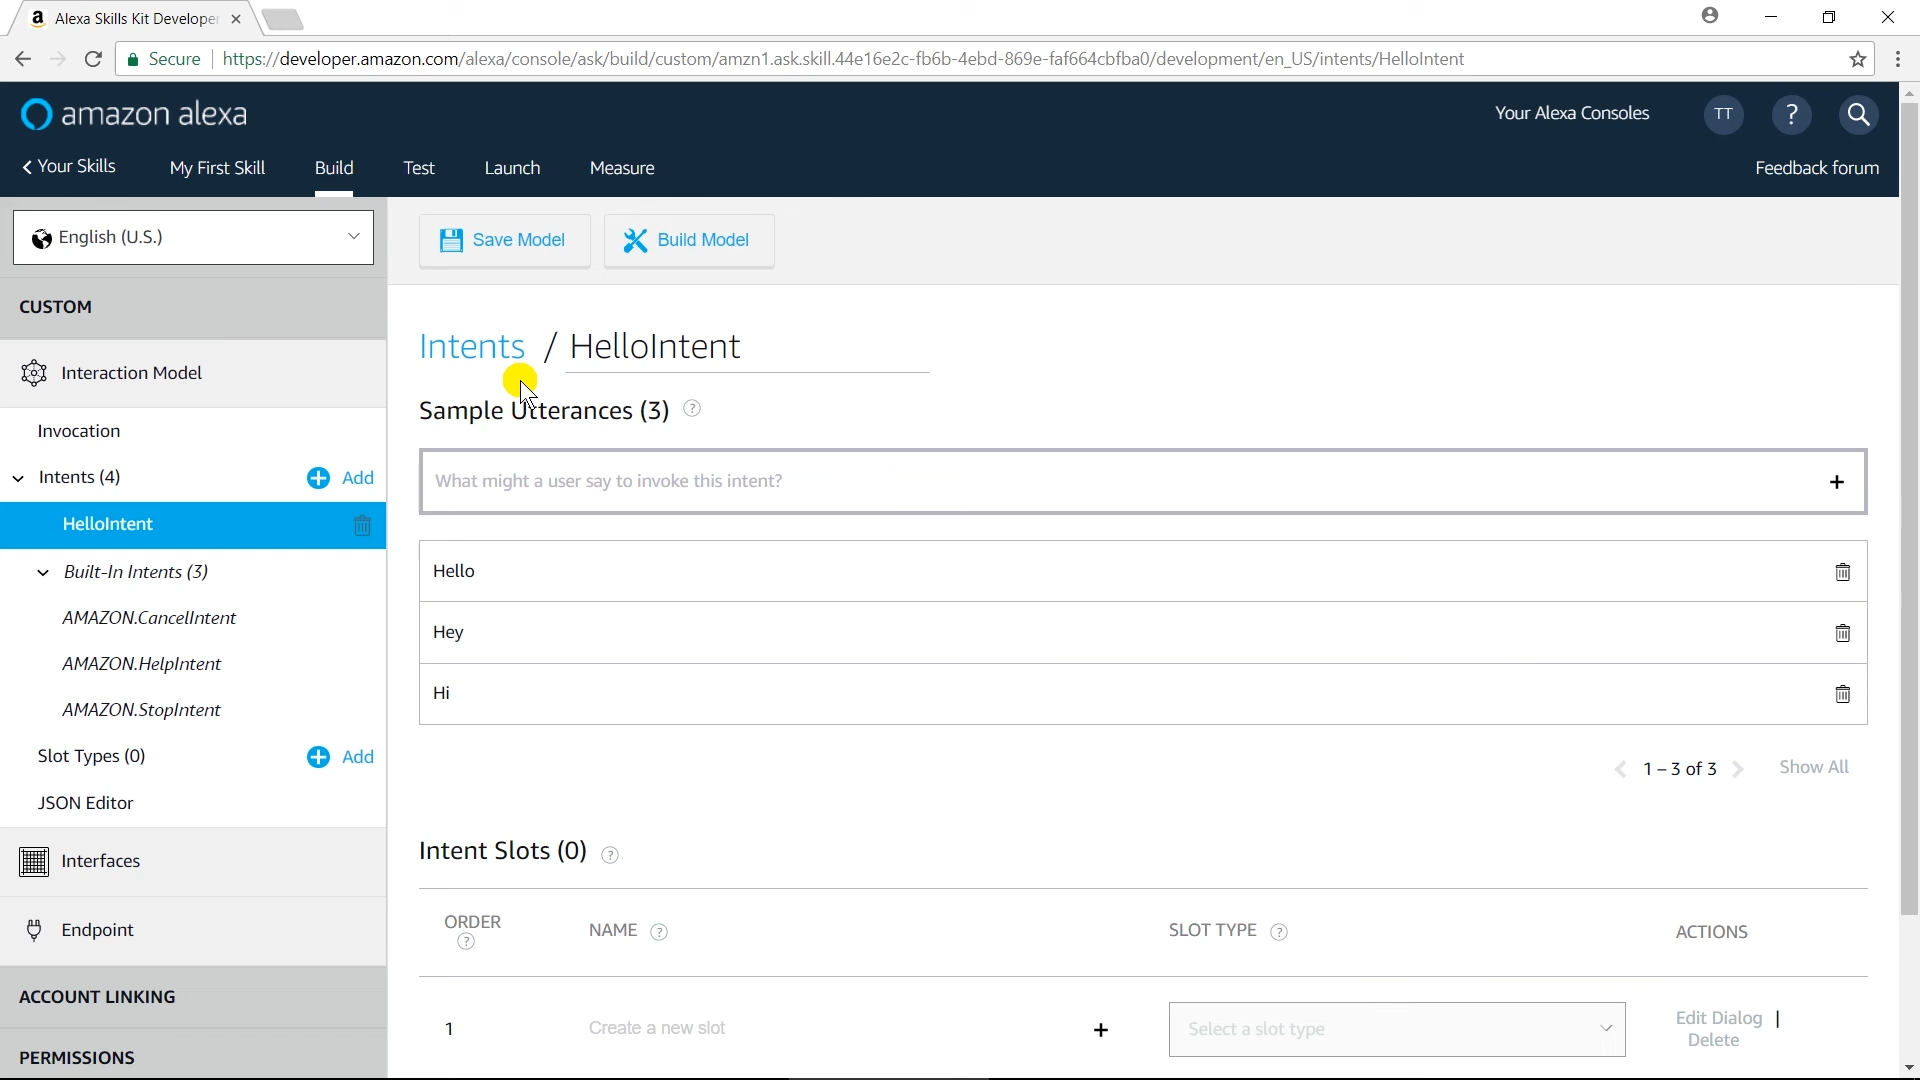 Alexa Skills Kit Develope
Secure
https://developer.amazon.com/alexa/console/ask/build/custom/amzn1.ask.skill.44e16e2c-fb6b-4ebd-869e-faf664cbfba0/development/en_US/intents/HelloIntent
amazon alexa
Your Alexa Consoles
TT
?
Your Skills
My First Skill
Build
Test
Launch
Measure
Feedback forum
English (U.S.)
Save Model
Build Model
CUSTOM
Interaction Model
Invocation
Intents (4)
Add
HelloIntent
Built-In Intents (3)
AMAZON.CancelIntent
AMAZON.HelpIntent
AMAZON.StopIntent
Slot Types (0)
Add
JSON Editor
Interfaces
Endpoint
ACCOUNT LINKING
PERMISSIONS
Intents / HelloIntent
Sample Utterances (3) ?
What might a user say to invoke this intent? +
Hello
Hey
Hi
1 – 3 of 3
Show All
Intent Slots (0) ?
ORDER ?
NAME ?
SLOT TYPE ?
ACTIONS
1
Create a new slot +
Select a slot type
Edit Dialog |
Delete